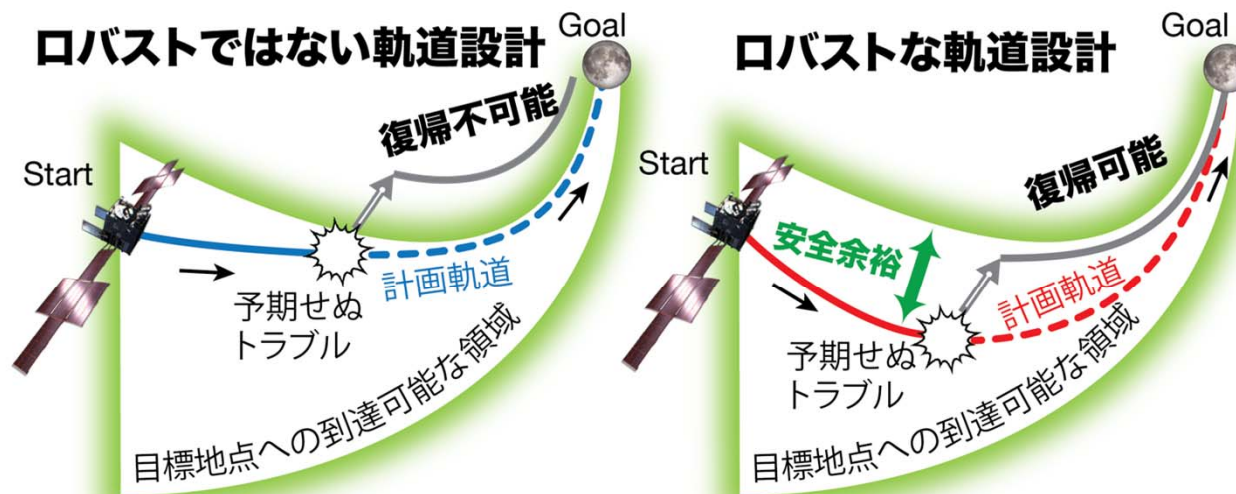 ロバストではない軌道設計
Goal
Start
復帰不可能
予期せぬ
トラブル
計画軌道
目標地点への到達可能な領域
ロバストな軌道設計
Goal
Start
復帰可能
安全余裕
予期せぬ
トラブル
計画軌道
目標地点への到達可能な領域